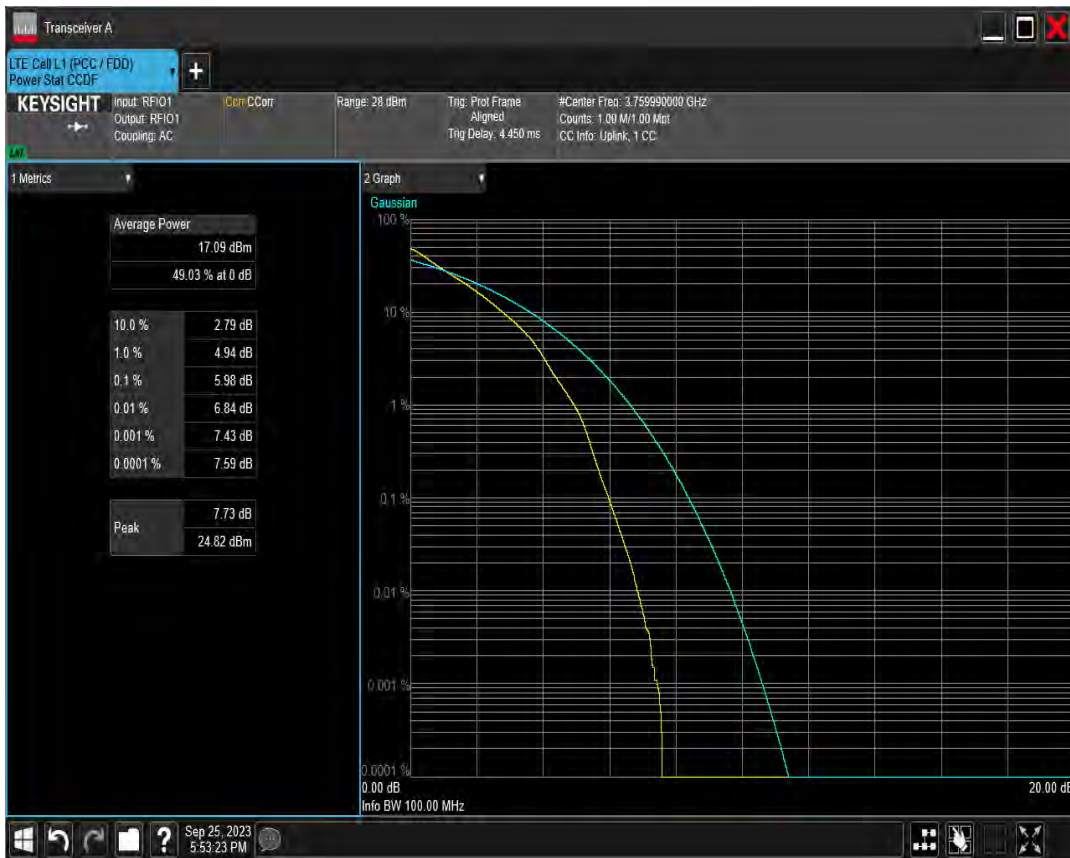 Transceiver A
LTE Cell L1 (PCC / FDD)
Power Stat CCDF
+
KEYSIGHT
Input: RFIO1
Output: RFIO1
Coupling: AC
Corr CCorr
Range: 28 dBm
Trig: Prot Frame
Aligned
Trig Delay: 4.450 ms
#Center Freq: 3.759990000 GHz
Counts: 1.00 M/1.00 Mpt
CC Info: Uplink, 1 CC
1 Metrics
Average Power
17.09 dBm
49.03 % at 0 dB
10.0 % 2.79 dB
1.0 % 4.94 dB
0.1 % 5.98 dB
0.01 % 6.84 dB
0.001 % 7.43 dB
0.0001 % 7.59 dB
Peak
7.73 dB
24.82 dBm
2 Graph
Gaussian
100 %
10 %
1 %
0.1 %
0.01 %
0.001 %
0.0001 %
0.00 dB 20.00 dB
Info BW 100.00 MHz
?
Sep 25, 2023
5:53:23 PM